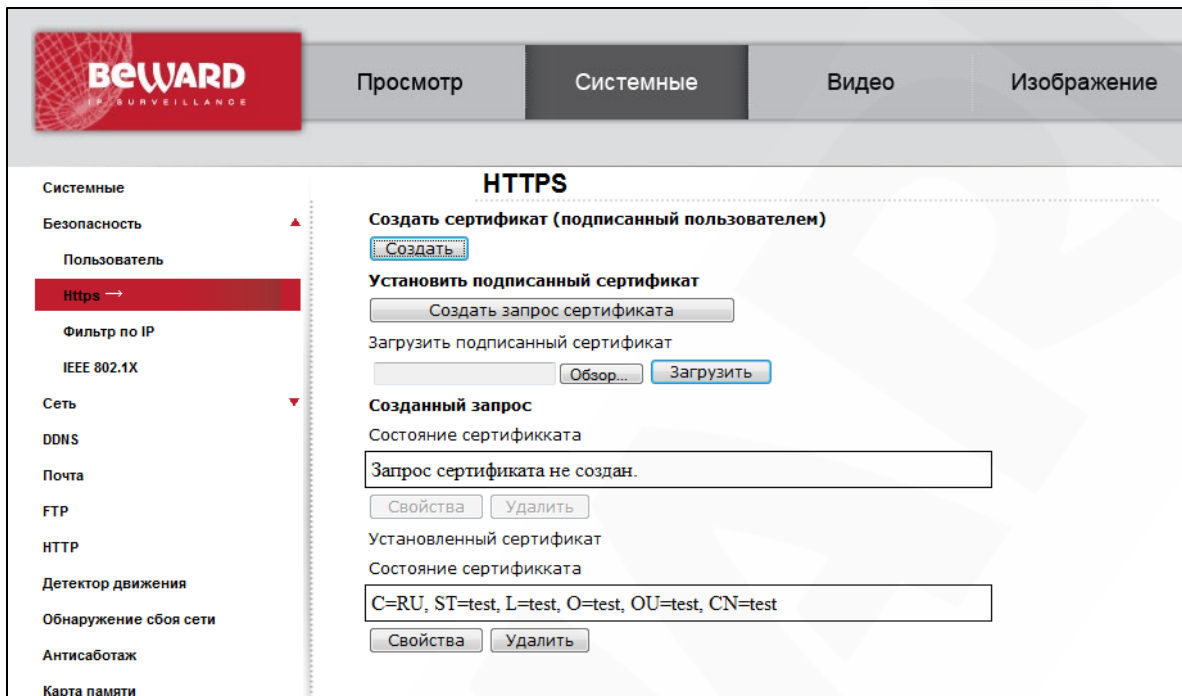 BEWARD
IP SURVEILLANCE
Просмотр
Системные
Видео
Изображение
Системные
Безопасность
Пользователь
Https →
Фильтр по IP
IEEE 802.1X
Сеть
DDNS
Почта
FTP
HTTP
Детектор движения
Обнаружение сбоя сети
Антисаботаж
Карта памяти
HTTPS
Создать сертификат (подписанный пользователем)
Создать
Установить подписанный сертификат
Создать запрос сертификата
Загрузить подписанный сертификат
Обзор... Загрузить
Созданный запрос
Состояние сертификката
Запрос сертификата не создан.
Свойства Удалить
Установленный сертификат
Состояние сертификката
C=RU, ST=test, L=test, O=test, OU=test, CN=test
Свойства Удалить